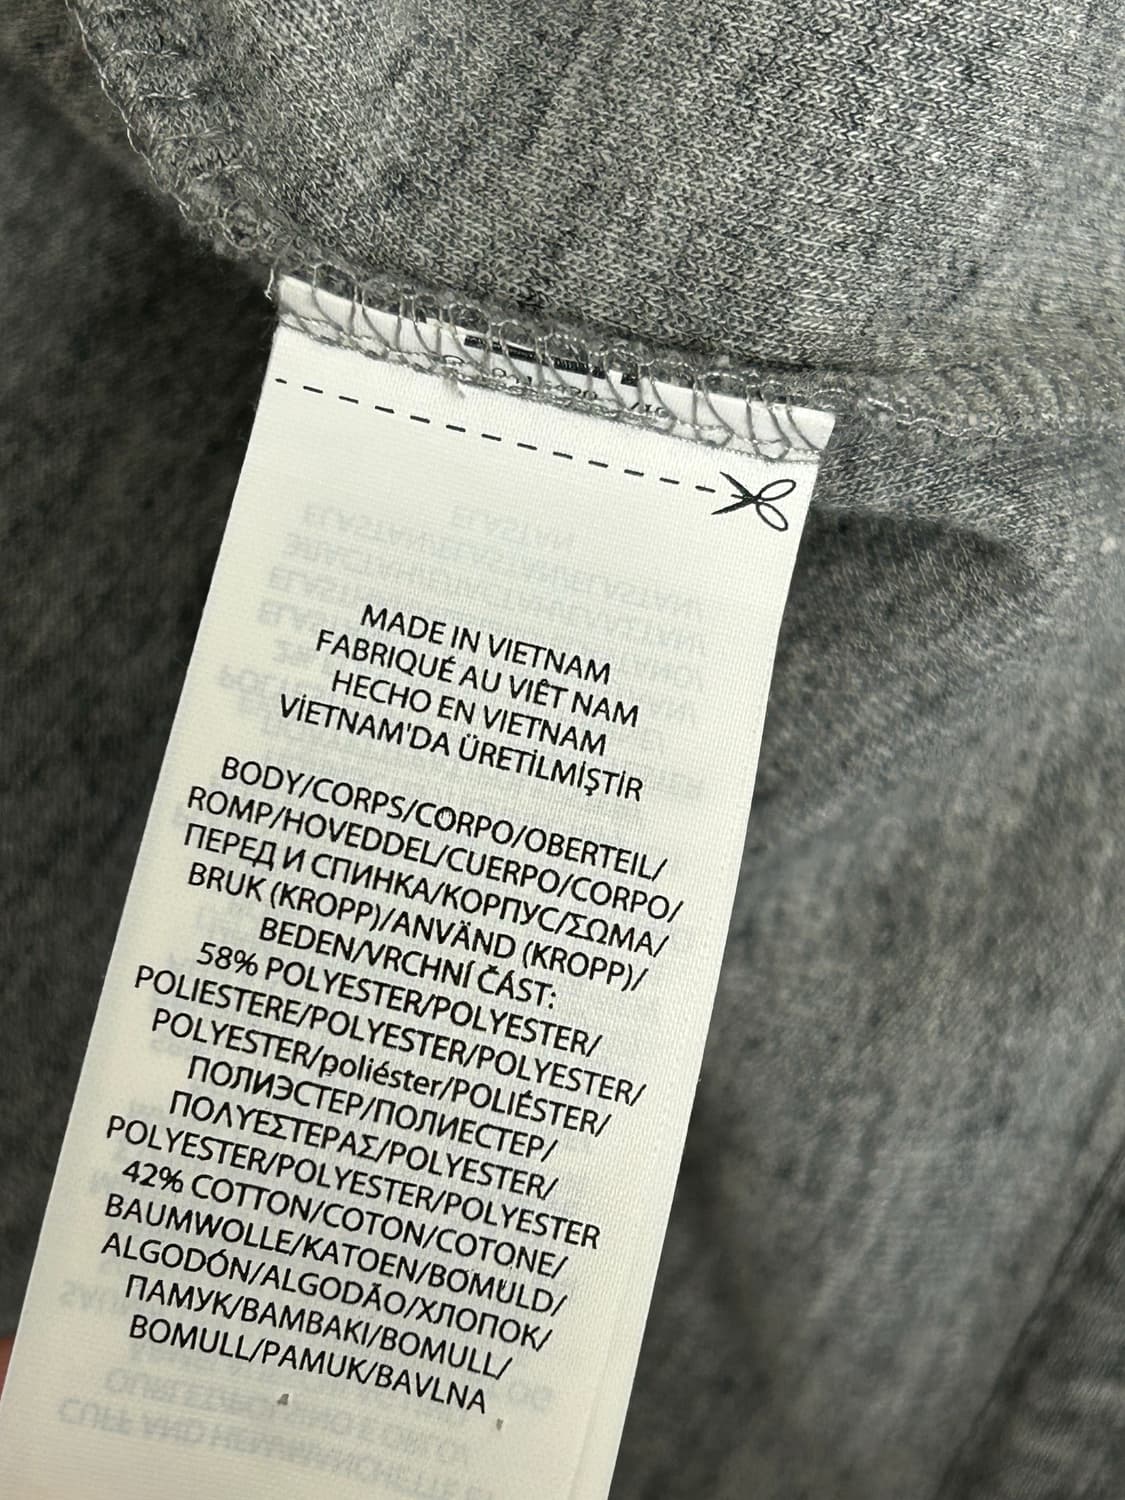 MADE IN VIETNAM
FABRIQUÉ AU VIÊT NAM
HECHO EN VIETNAM
VİETNAM'DA ÜRETİLMİŞTİR
BODY/CORPS/CORPO/OBERTEIL/
ROMP/HOVEDDEL/CUERPO/CORPO/
ПЕРЕД И СПИНКА/КОРПУС/ΣΩΜΑ/
BRUK (KROPP)/ANVÄND (KROPP)/
BEDEN/VRCHNÍ ČÁST:
58% POLYESTER/POLYESTER/
POLIESTERE/POLYESTER/POLYESTER/
POLYESTER/poliéster/POLIÉSTER/
ПОЛИЭСТЕР/ПОЛИЕСТЕР/
ΠΟΛΥΕΣΤΕΡΑΣ/POLYESTER/
POLYESTER/POLYESTER/POLYESTER
42% COTTON/COTON/COTONE/
BAUMWOLLE/KATOEN/BOMULD/
ALGODÓN/ALGODÃO/ХЛОПОК/
ПАМУК/BAMBAKI/BOMULL/
BOMULL/PAMUK/BAVLNA